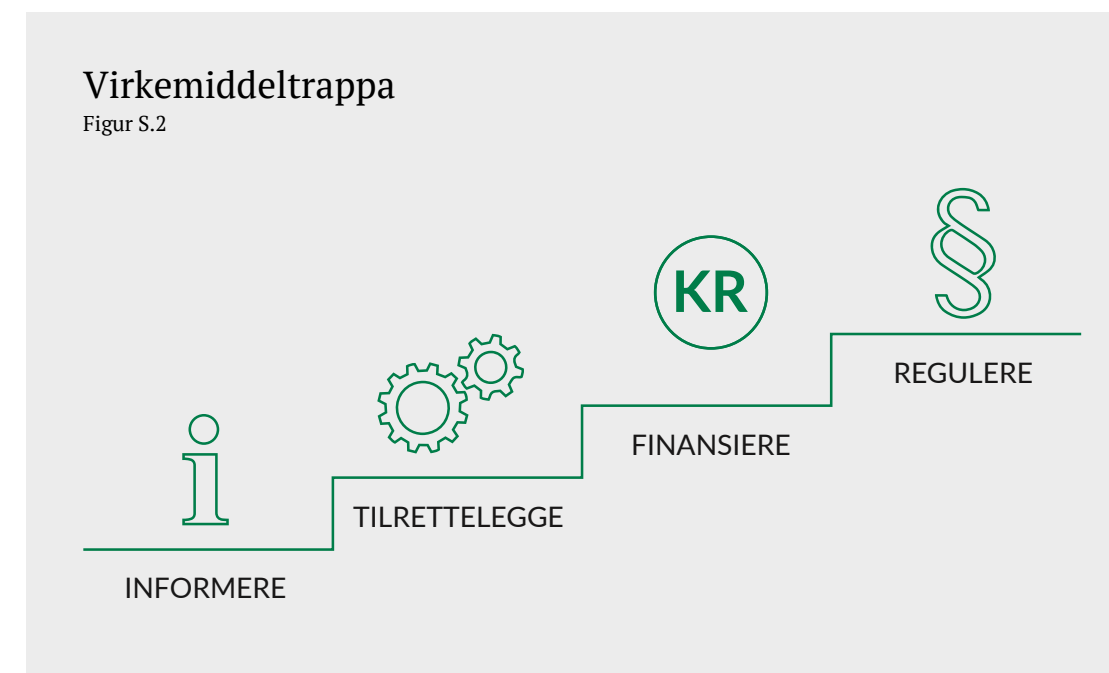 Virkemiddeltrappa
Figur S.2
§
KR
REGULERE
FINANSIERE
i
TILRETTELEGGE
INFORMERE